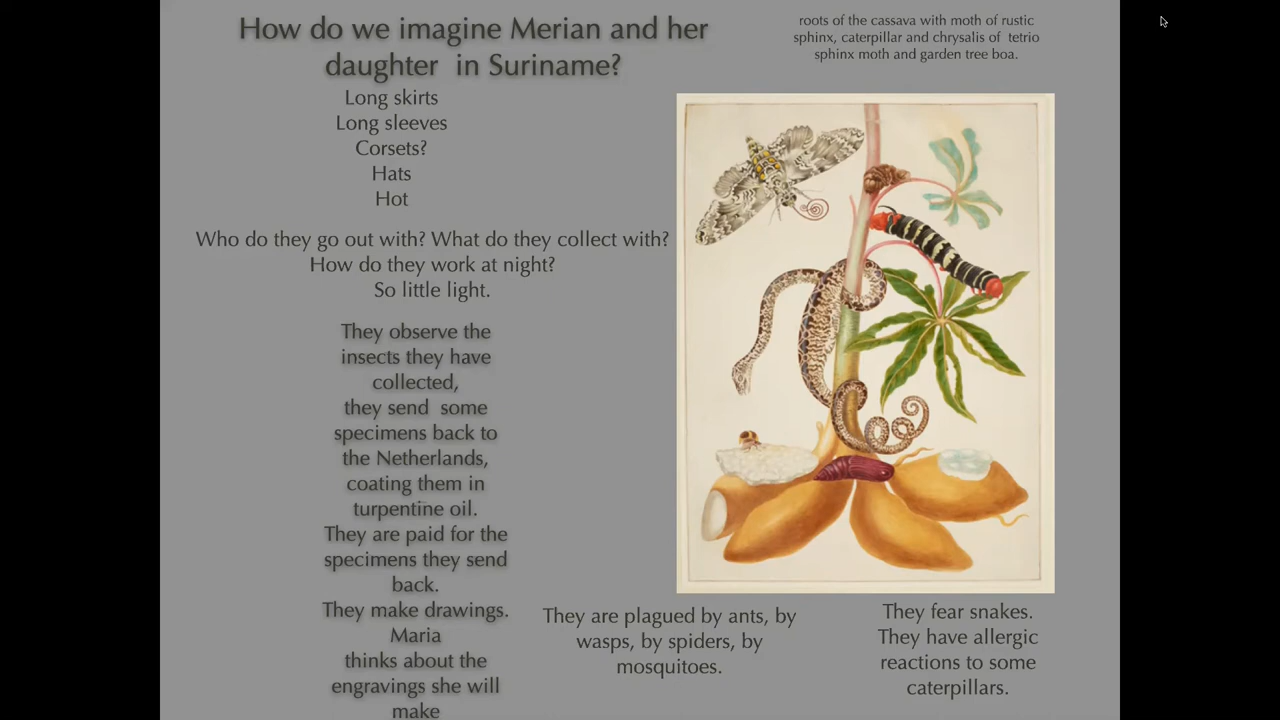 How do we imagine Merian and her
daughter in Suriname?
Long skirts
Long sleeves
Corsets?
Hats
Hot
Who do they go out with? What do they collect with?
How do they work at night?
So little light.
They observe the
insects they have
collected,
they send some
specimens back to
the Netherlands,
coating them in
turpentine oil.
They are paid for the
specimens they send
back.
They make drawings.
Maria
thinks about the
engravings she will
make
roots of the cassava with moth of rustic
sphinx, caterpillar and chrysalis of tetrio
sphinx moth and garden tree boa.
They are plagued by ants, by
wasps, by spiders, by
mosquitoes.
They fear snakes.
They have allergic
reactions to some
caterpillars.